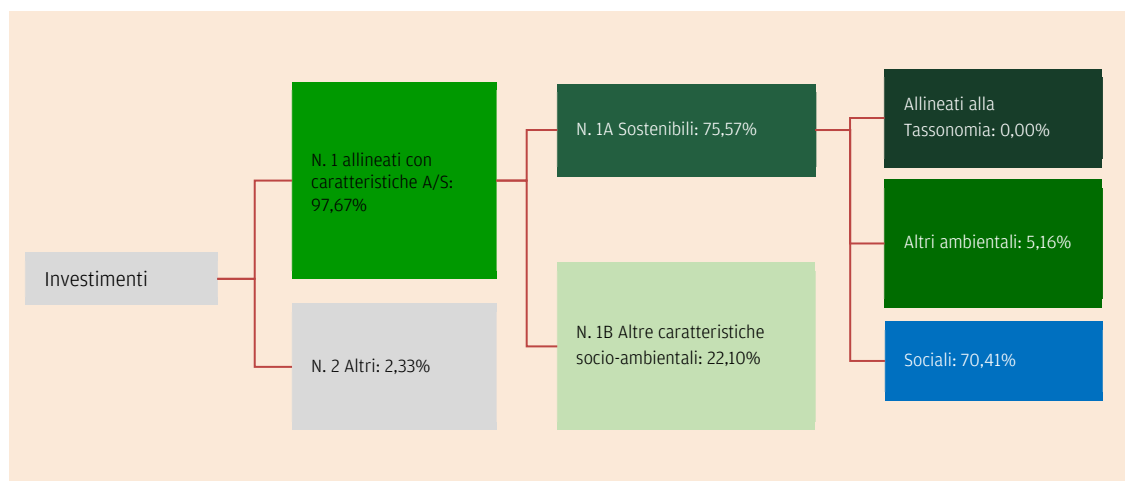 Investimenti
N. 1 allineati con
caratteristiche A/S:
97,67%
N. 2 Altri: 2,33%
N. 1A Sostenibili: 75,57%
N. 1B Altre caratteristiche
socio-ambientali: 22,10%
Allineati alla
Tassonomia: 0,00%
Altri ambientali: 5,16%
Sociali: 70,41%